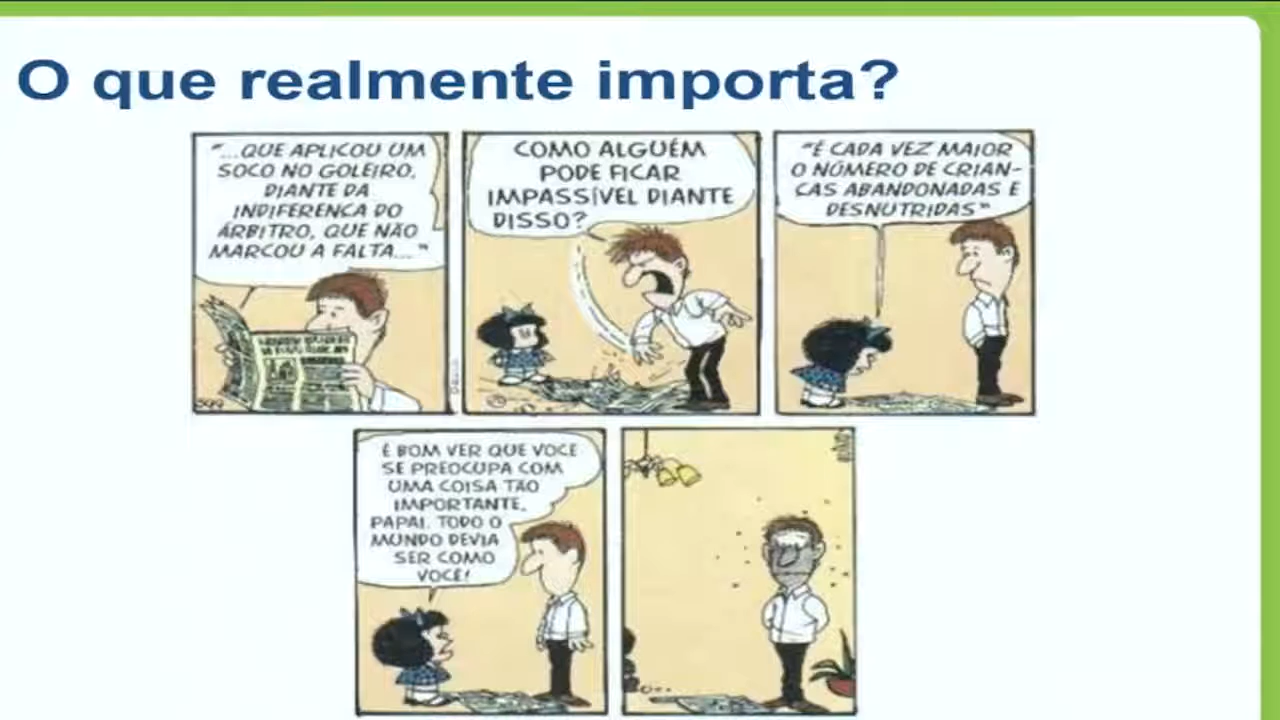 O que realmente importa?
"...QUE APLICOU UM
SOCO NO GOLEIRO,
DIANTE DA
INDIFERENÇA DO
ÁRBITRO, QUE NÃO
MARCOU A FALTA..."
COMO ALGUÉM
PODE FICAR
IMPASSÍVEL DIANTE
DISSO?
"É CADA VEZ MAIOR
O NÚMERO DE CRIAN-
ÇAS ABANDONADAS E
DESNUTRIDAS"
É BOM VER QUE VOCÊ
SE PREOCUPA COM
UMA COISA TÃO
IMPORTANTE,
PAPAI. TODO O
MUNDO DEVIA
SER COMO
VOCÊ!